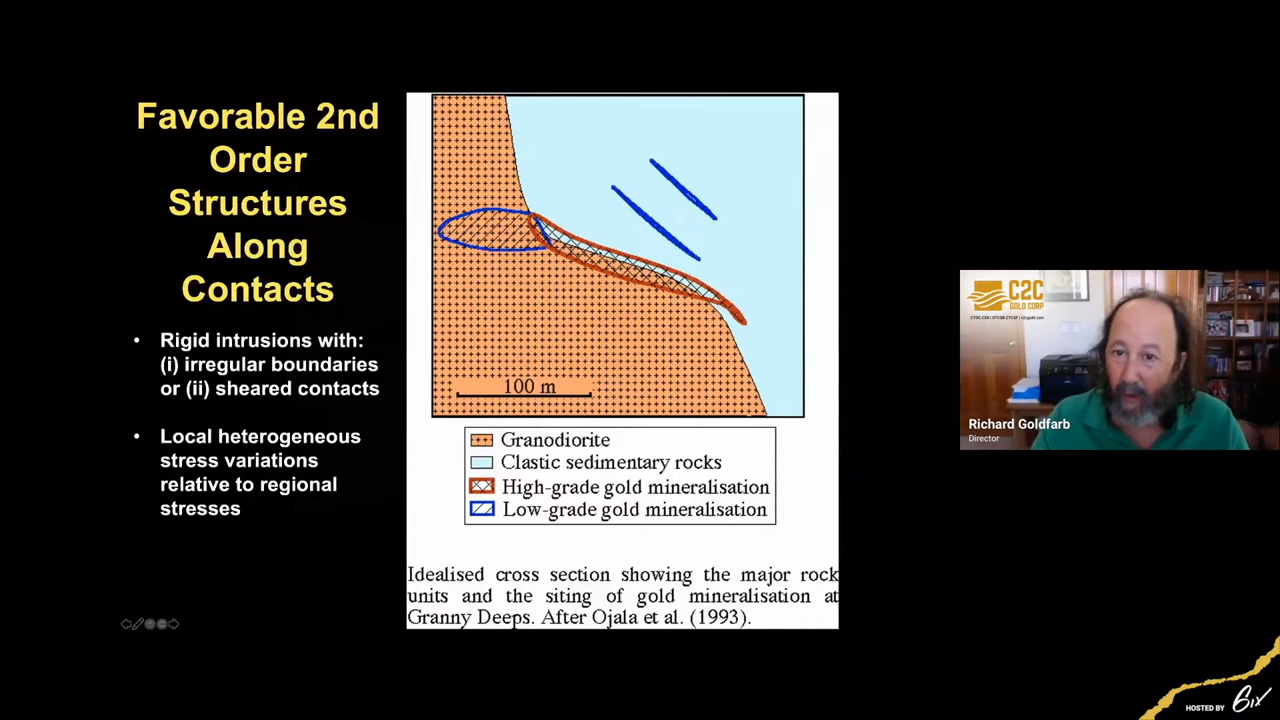 Favorable 2nd
Order
Structures
Along
Contacts
• Rigid intrusions with:
(i) irregular boundaries
or (ii) sheared contacts
• Local heterogeneous
stress variations
relative to regional
stresses
100 m
Granodiorite
Clastic sedimentary rocks
High-grade gold mineralisation
Low-grade gold mineralisation
Idealised cross section showing the major rock
units and the siting of gold mineralisation at
Granny Deeps. After Ojala et al. (1993).
C2C
GOLD CORP
Richard Goldfarb
Director
HOSTED BY 6ix